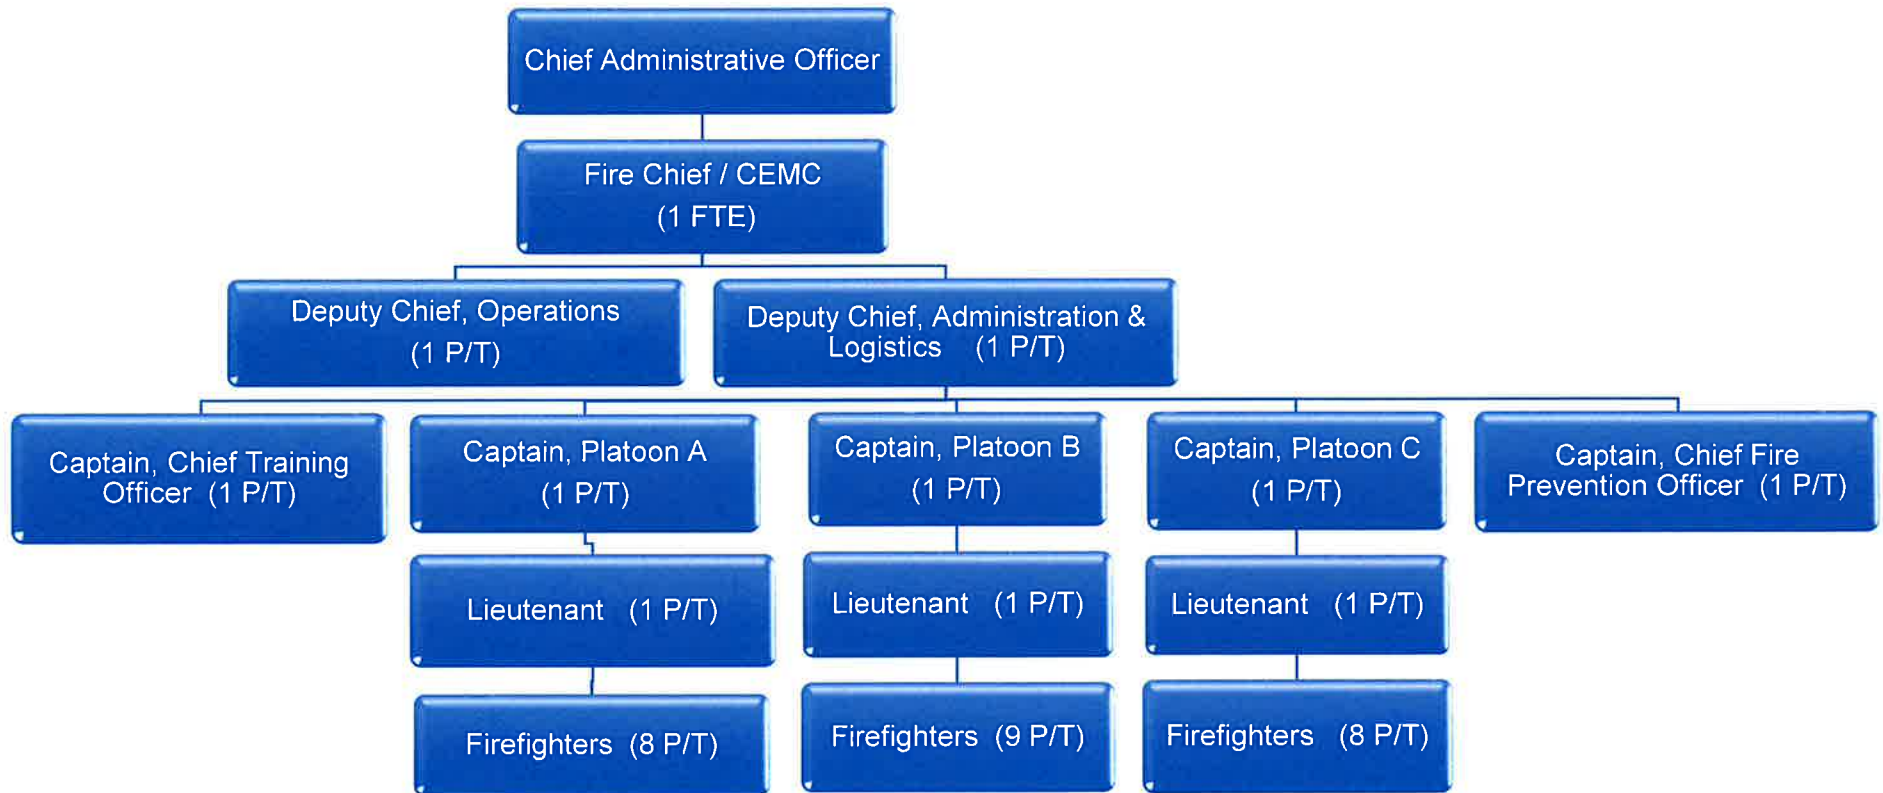 Chief Administrative Officer
Fire Chief / CEMC
(1 FTE)
Deputy Chief, Operations
(1 P/T)
Deputy Chief, Administration &
Logistics (1 P/T)
Captain, Chief Training
Officer (1 P/T)
Captain, Platoon A
(1 P/T)
Captain, Platoon B
(1 P/T)
Captain, Platoon C
(1 P/T)
Captain, Chief Fire
Prevention Officer (1 P/T)
Lieutenant (1 P/T)
Lieutenant (1 P/T)
Lieutenant (1 P/T)
Firefighters (8 P/T)
Firefighters (9 P/T)
Firefighters (8 P/T)